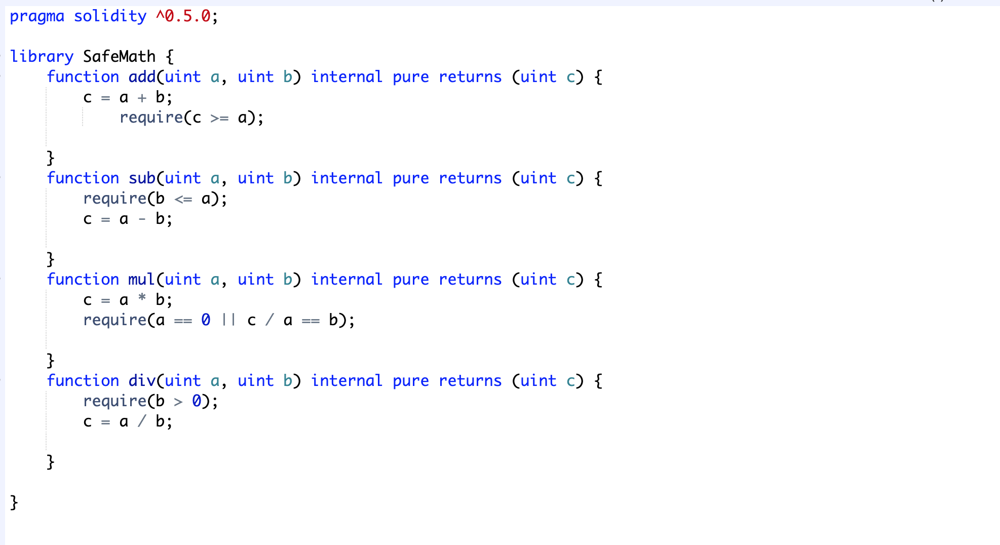 pragma solidity ^0.5.0;
library SafeMath {
function add(uint a, uint b) internal pure returns (uint c) {
c = a + b;
require(c >= a);
}
function sub(uint a, uint b) internal pure returns (uint c) {
require(b <= a);
c = a - b;
}
function mul(uint a, uint b) internal pure returns (uint c) {
c = a * b;
require(a == 0 || c / a == b);
}
function div(uint a, uint b) internal pure returns (uint c) {
require(b > 0);
c = a / b;
}
}